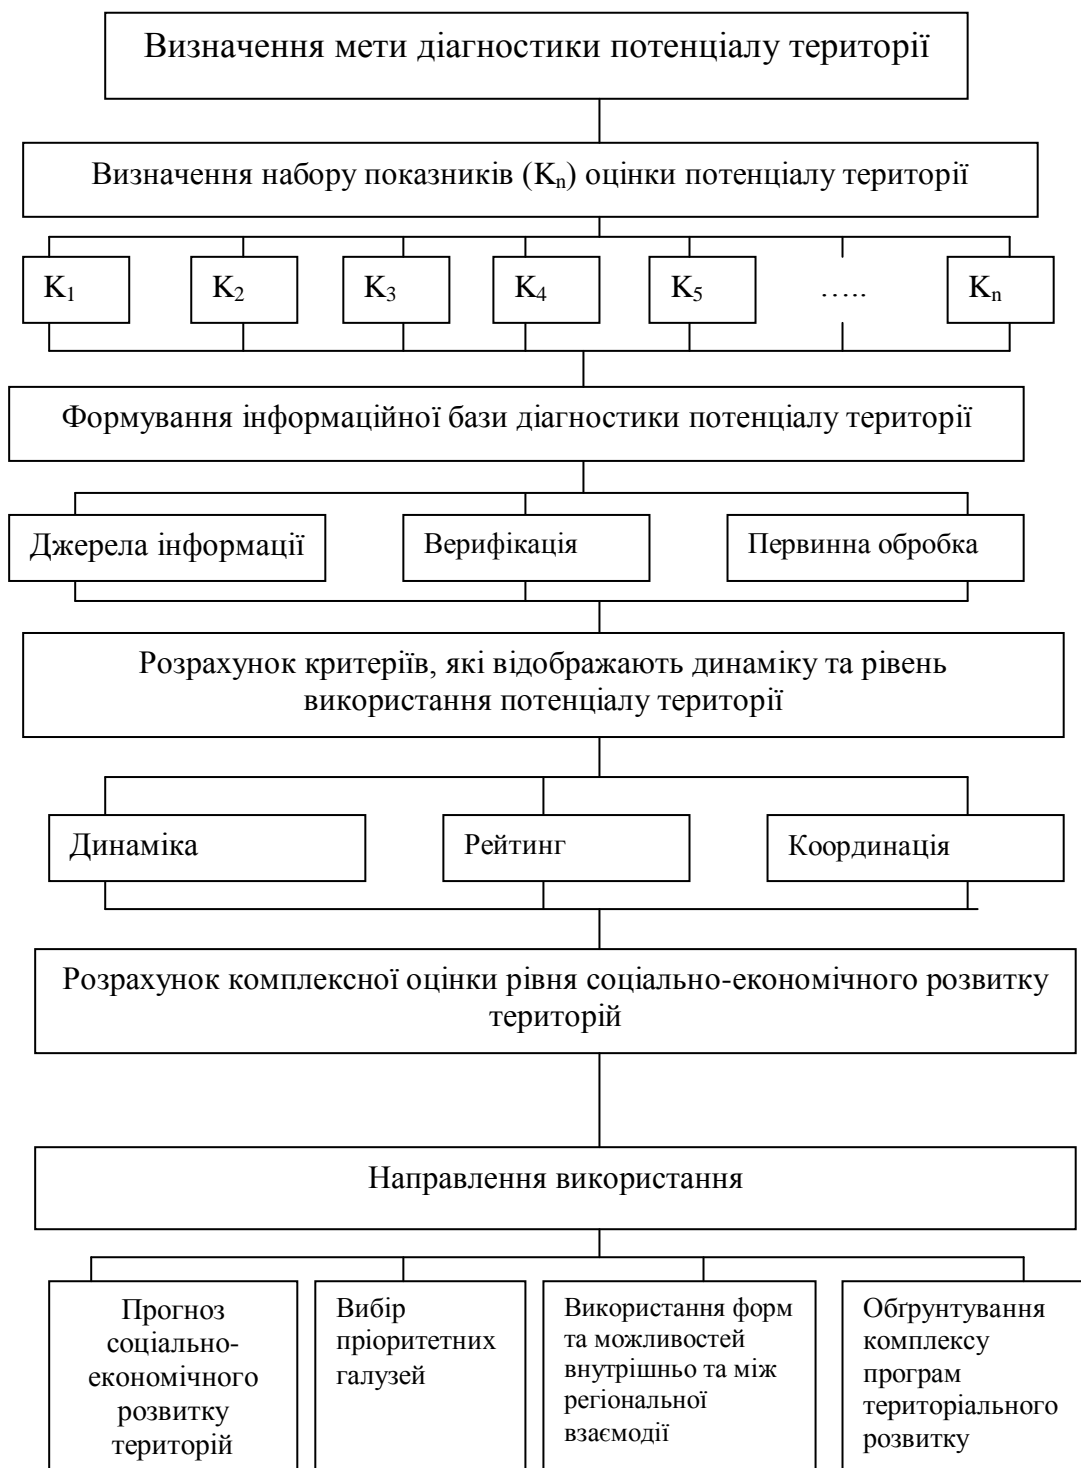 Визначення мети діагностики потенціалу території
Визначення набору показників (Kn) оцінки потенціалу території
K1 K2 K3 K4 K5 ..... Kn
Формування інформаційної бази діагностики потенціалу території
Джерела інформації
Верифікація
Первинна обробка
Розрахунок критеріїв, які відображають динаміку та рівень
використання потенціалу території
Динаміка
Рейтинг
Координація
Розрахунок комплексної оцінки рівня соціально-економічного розвитку
територій
Направлення використання
Прогноз
соціально-
економічного
розвитку
територій
Вибір
пріоритетних
галузей
Використання форм
та можливостей
внутрішньо та між
регіональної
взаємодії
Обґрунтування
комплексу
програм
територіального
розвитку